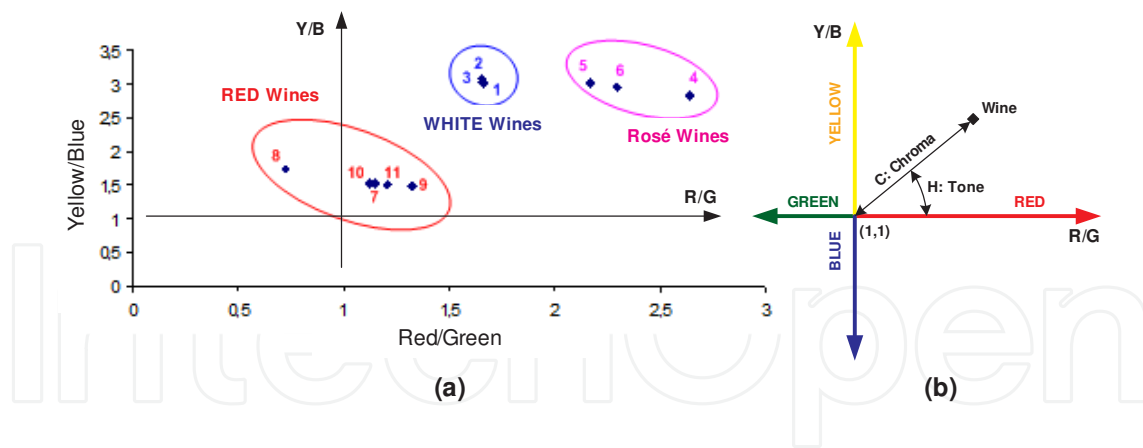 Y/B
3,5
3
2,5
2
1,5
1
0,5
0
Yellow/Blue
2
3
1
5
6
4
RED Wines
WHITE Wines
Rosé Wines
8
10
11
7
9
R/G
0
0,5
1
1,5
2
2,5
3
Red/Green
(a)
Y/B
YELLOW
Wine
C: Chroma
H: Tone
GREEN
RED
BLUE
(1,1)
R/G
(b)
IntechOpen